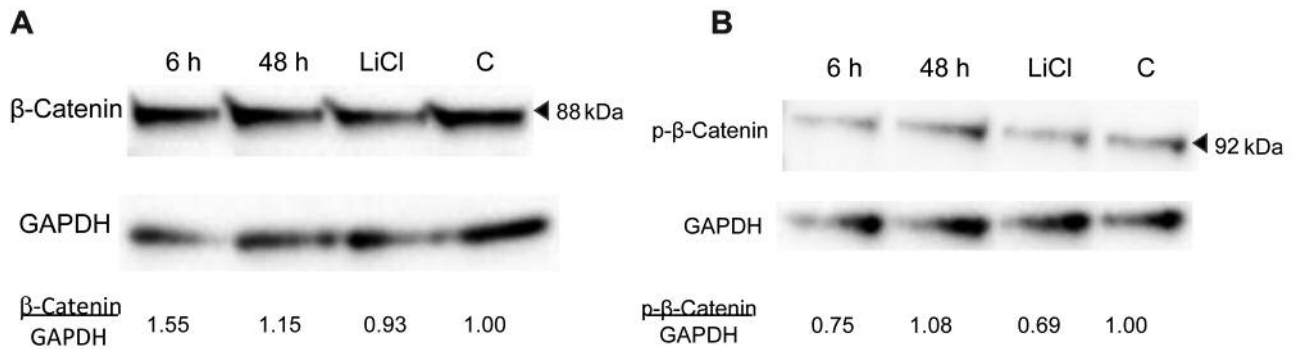 A
6 h 48 h LiCl C
β-Catenin
88 kDa
GAPDH
β-Catenin
GAPDH
1.55 1.15 0.93 1.00
B
6 h 48 h LiCl C
p-β-Catenin
92 kDa
GAPDH
p-β-Catenin
GAPDH
0.75 1.08 0.69 1.00